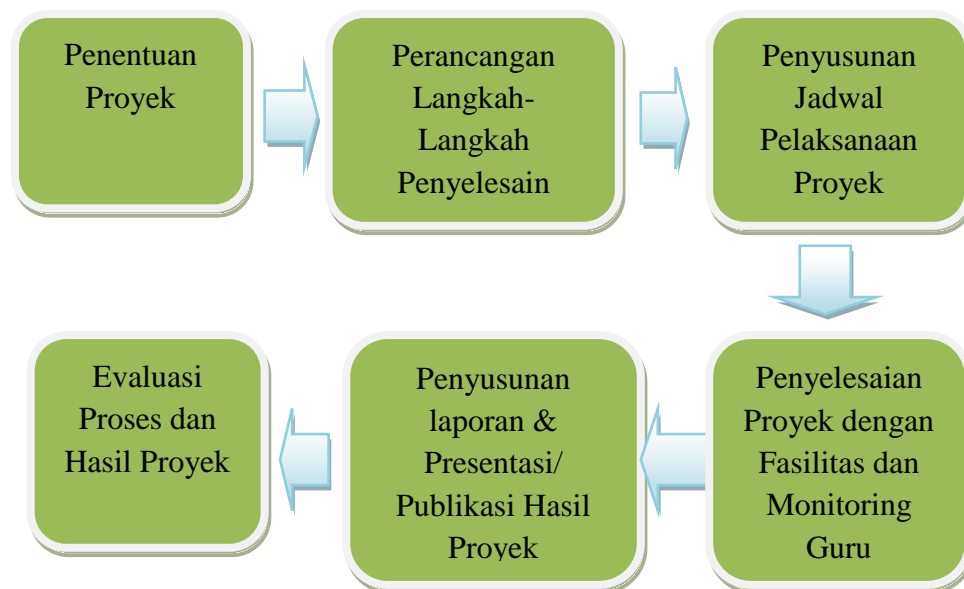 Penentuan
Proyek
Perancangan
Langkah-
Langkah
Penyelesain
Penyusunan
Jadwal
Pelaksanaan
Proyek
Penyelesaian
Proyek dengan
Fasilitas dan
Monitoring
Guru
Penyusunan
laporan &
Presentasi/
Publikasi Hasil
Proyek
Evaluasi
Proses dan
Hasil Proyek